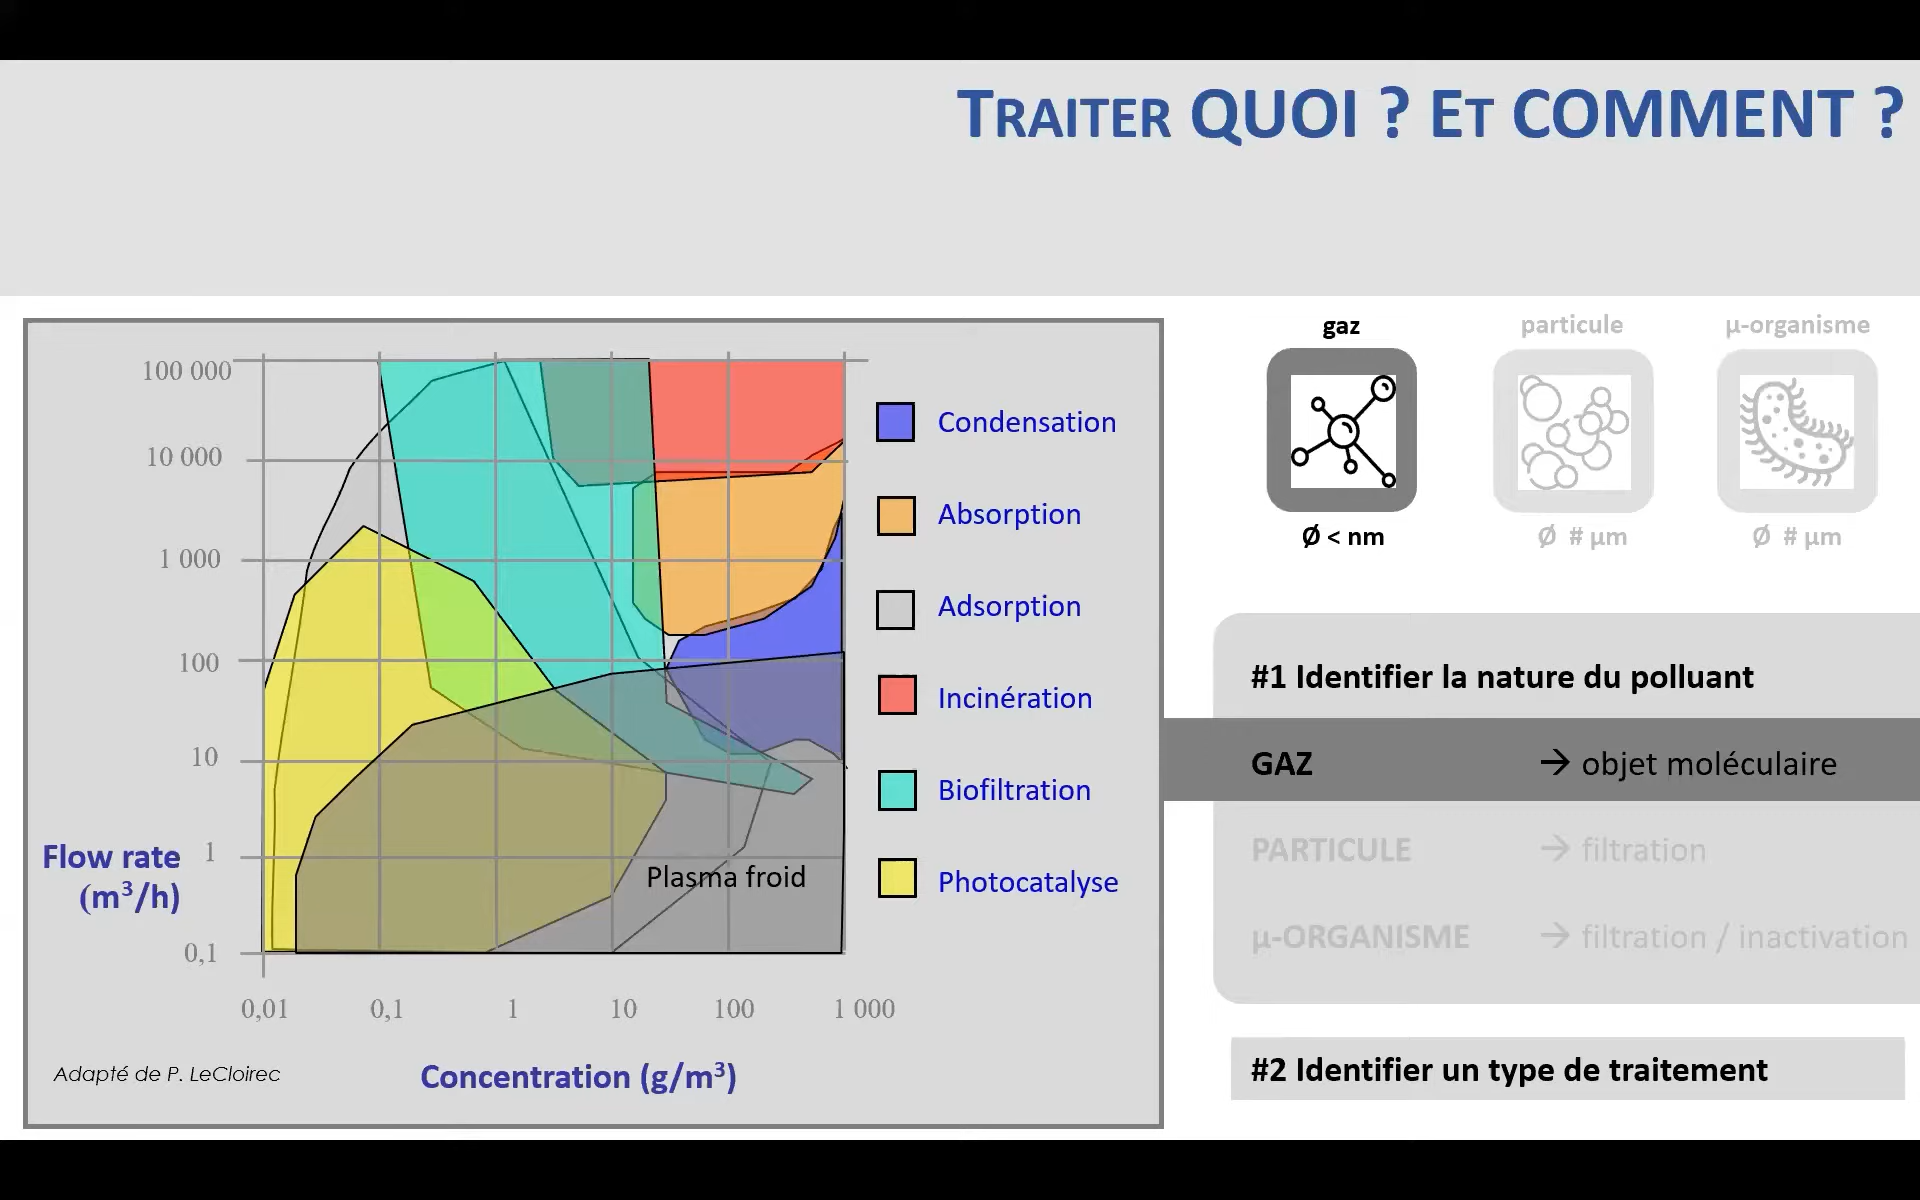 TRAITER QUOI ? ET COMMENT ?
100 000
10 000
1 000
100
10
1
0,1
Flow rate
(m³/h)
0,01 0,1 1 10 100 1 000
Concentration (g/m³)
Adapté de P. LeCloirec
Plasma froid
Condensation
Absorption
Adsorption
Incinération
Biofiltration
Photocatalyse
gaz particule µ-organisme
Ø < nm Ø # µm Ø # µm
#1 Identifier la nature du polluant
GAZ → objet moléculaire
PARTICULE → filtration
µ-ORGANISME → filtration / inactivation
#2 Identifier un type de traitement